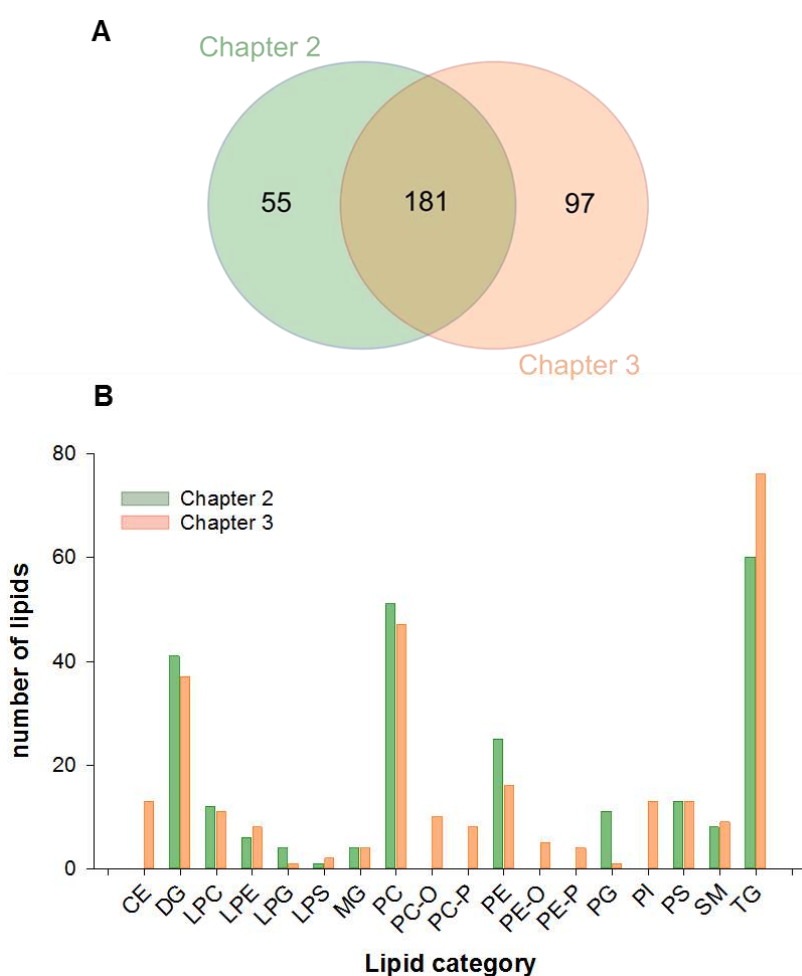 A
Chapter 2
55
181
97
Chapter 3
B
80
60
40
20
0
number of lipids
Chapter 2
Chapter 3
CE
DG
LPC
LPE
LPG
LPS
MG
PC
PC-O
PC-P
PE
PE-O
PE-P
PG
PI
PS
SM
TG
Lipid category